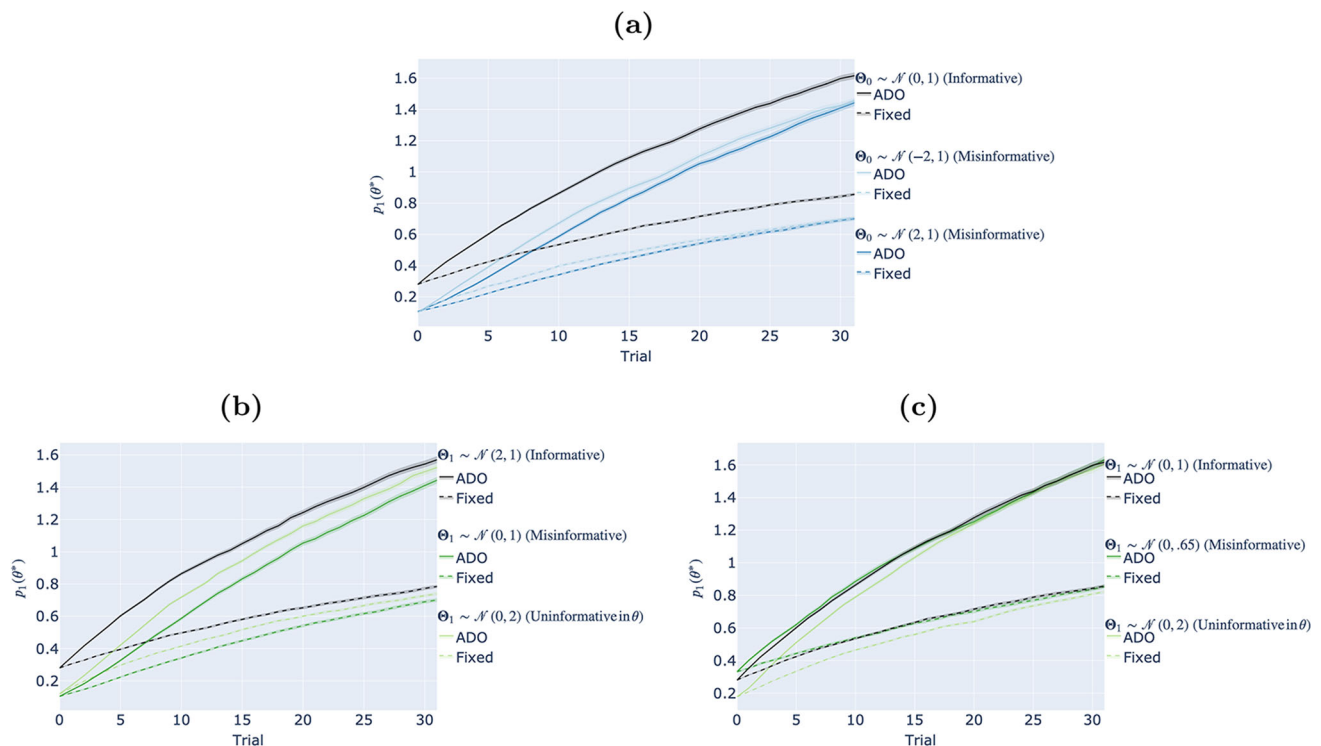 (a)
1.6
1.4
1.2
1
0.8
0.6
0.4
0.2
p₁(θ*)
0 5 10 15 20 25 30
Trial
Θ₀ ∼ 𝒩 (0, 1) (Informative)
ADO
Fixed
Θ₀ ∼ 𝒩 (−2, 1) (Misinformative)
ADO
Fixed
Θ₀ ∼ 𝒩 (2, 1) (Misinformative)
ADO
Fixed
(b)
1.6
1.4
1.2
1
0.8
0.6
0.4
0.2
p₁(θ*)
0 5 10 15 20 25 30
Trial
Θ₁ ∼ 𝒩 (2, 1) (Informative)
ADO
Fixed
Θ₁ ∼ 𝒩 (0, 1) (Misinformative)
ADO
Fixed
Θ₁ ∼ 𝒩 (0, 2) (Uninformative in θ)
ADO
Fixed
(c)
1.6
1.4
1.2
1
0.8
0.6
0.4
0.2
p₁(θ*)
0 5 10 15 20 25 30
Trial
Θ₁ ∼ 𝒩 (0, 1) (Informative)
ADO
Fixed
Θ₁ ∼ 𝒩 (0, .65) (Misinformative)
ADO
Fixed
Θ₁ ∼ 𝒩 (0, 2) (Uninformative in θ)
ADO
Fixed